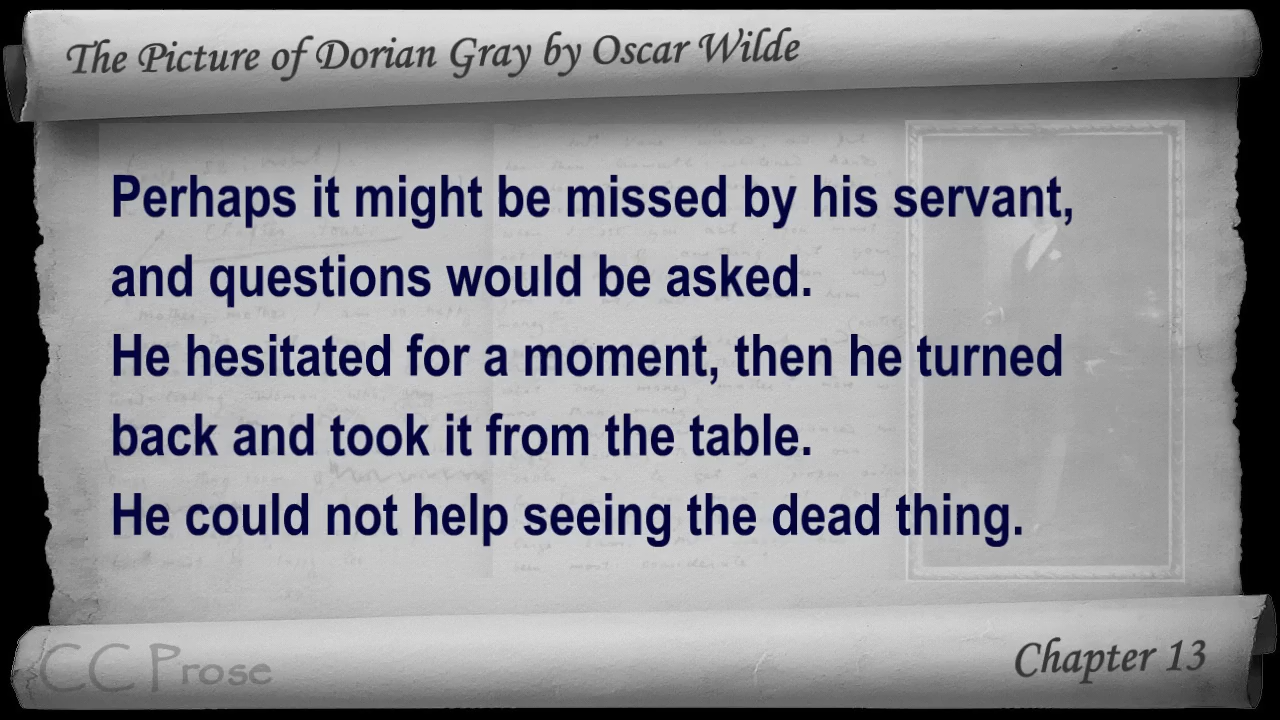 The Picture of Dorian Gray by Oscar Wilde
Perhaps it might be missed by his servant,
and questions would be asked.
He hesitated for a moment, then he turned
back and took it from the table.
He could not help seeing the dead thing.
CC Prose
Chapter 13